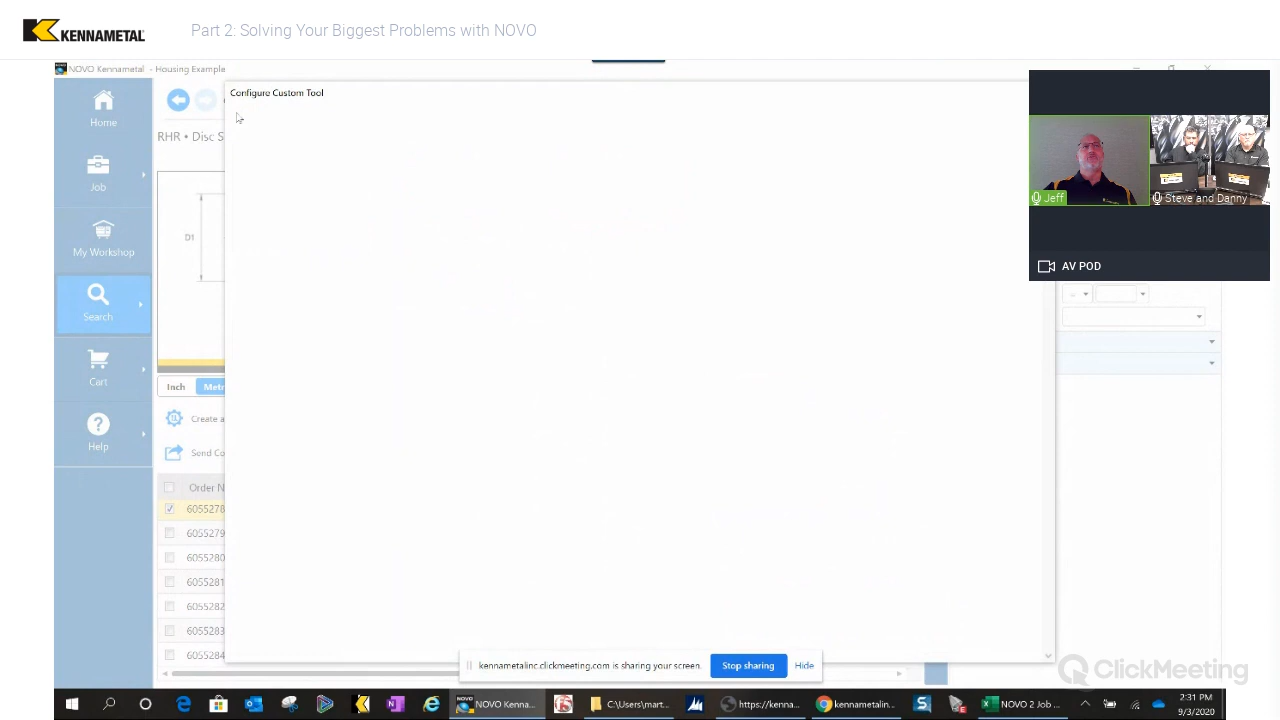 KENNAMETAL
Part 2: Solving Your Biggest Problems with NOVO
NOVO Kennametal - Housing Example
Configure Custom Tool
Home
RHR • Disc S
Job
D1
My Workshop
Jeff
Steve and Danny
AV POD
Search
Cart
Inch
Metr
Create a
Help
Send Co
Order N
6055278
6055279
6055280
6055281
6055282
6055283
6055284
kennametalinc.clickmeeting.com is sharing your screen.
Stop sharing
Hide
ClickMeeting
NOVO Kenna...
C:\Users\mart...
https://kenna...
kennametalin...
NOVO 2 Job ...
2:31 PM
9/3/2020